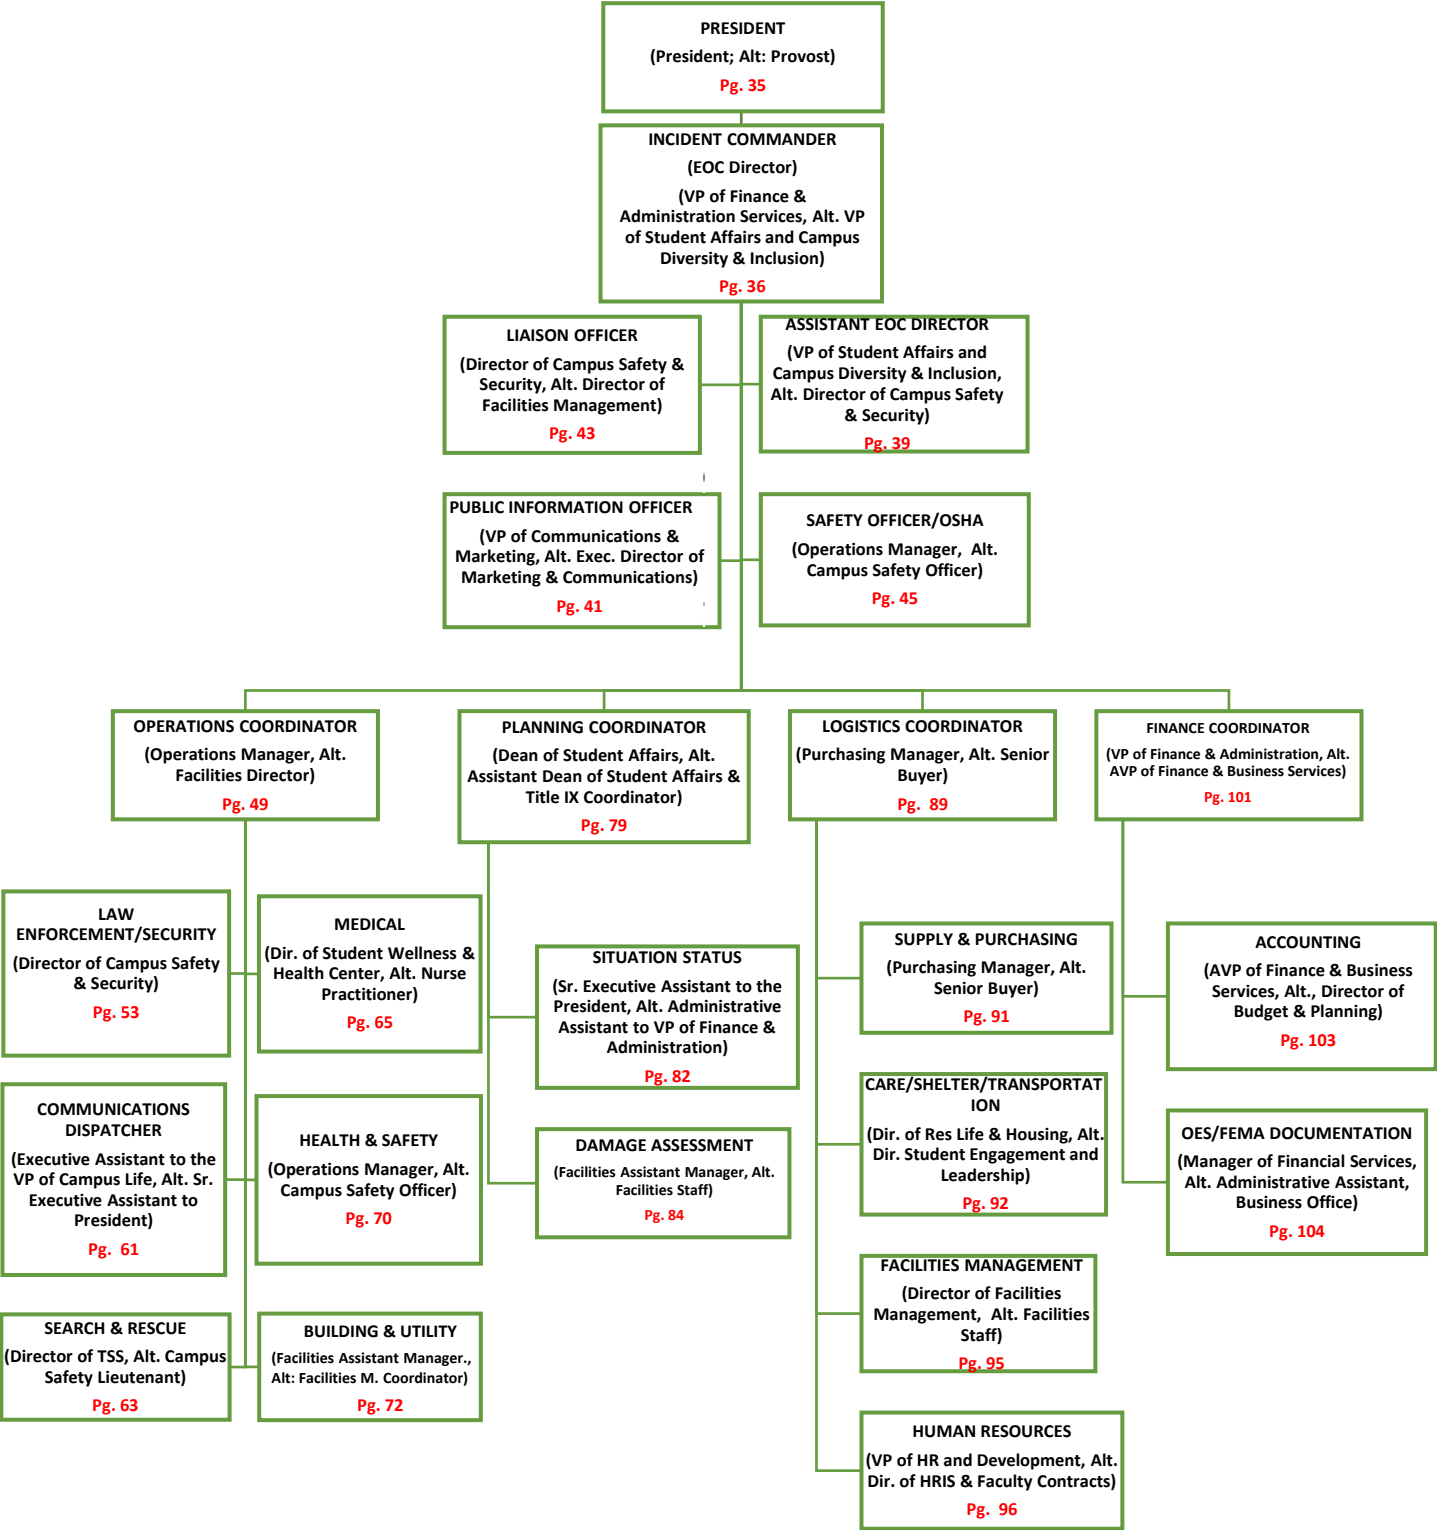 PRESIDENT
(President; Alt: Provost)
Pg. 35
INCIDENT COMMANDER
(EOC Director)
(VP of Finance &
Administration Services, Alt. VP
of Student Affairs and Campus
Diversity & Inclusion)
Pg. 36
LIAISON OFFICER
(Director of Campus Safety &
Security, Alt. Director of
Facilities Management)
Pg. 43
ASSISTANT EOC DIRECTOR
(VP of Student Affairs and
Campus Diversity & Inclusion,
Alt. Director of Campus Safety
& Security)
Pg. 39
PUBLIC INFORMATION OFFICER
(VP of Communications &
Marketing, Alt. Exec. Director of
Marketing & Communications)
Pg. 41
SAFETY OFFICER/OSHA
(Operations Manager,  Alt.
Campus Safety Officer)
Pg. 45
OPERATIONS COORDINATOR
(Operations Manager, Alt.
Facilities Director)
Pg. 49
PLANNING COORDINATOR
(Dean of Student Affairs, Alt.
Assistant Dean of Student Affairs &
Title IX Coordinator)
Pg. 79
LOGISTICS COORDINATOR
(Purchasing Manager, Alt. Senior
Buyer)
Pg.  89
FINANCE COORDINATOR
(VP of Finance & Administration, Alt.
AVP of Finance & Business Services)
Pg. 101
LAW
ENFORCEMENT/SECURITY
(Director of Campus Safety
& Security)
Pg. 53
MEDICAL
(Dir. of Student Wellness &
Health Center, Alt. Nurse
Practitioner)
Pg. 65
COMMUNICATIONS
DISPATCHER
(Executive Assistant to the
VP of Campus Life, Alt. Sr.
Executive Assistant to
President)
Pg.  61
HEALTH & SAFETY
(Operations Manager, Alt.
Campus Safety Officer)
Pg. 70
SEARCH & RESCUE
(Director of TSS, Alt. Campus
Safety Lieutenant)
Pg. 63
BUILDING & UTILITY
(Facilities Assistant Manager.,
Alt: Facilities M. Coordinator)
Pg. 72
SITUATION STATUS
(Sr. Executive Assistant to the
President, Alt. Administrative
Assistant to VP of Finance &
Administration)
Pg. 82
DAMAGE ASSESSMENT
(Facilities Assistant Manager, Alt.
Facilities Staff)
Pg. 84
SUPPLY & PURCHASING
(Purchasing Manager, Alt.
Senior Buyer)
Pg. 91
CARE/SHELTER/TRANSPORTAT
ION
(Dir. of Res Life & Housing, Alt.
Dir. Student Engagement and
Leadership)
Pg. 92
FACILITIES MANAGEMENT
(Director of Facilities
Management,  Alt. Facilities
Staff)
Pg. 95
HUMAN RESOURCES
(VP of HR and Development, Alt.
Dir. of HRIS & Faculty Contracts)
Pg.  96
ACCOUNTING
(AVP of Finance & Business
Services, Alt., Director of
Budget & Planning)
Pg. 103
OES/FEMA DOCUMENTATION
(Manager of Financial Services,
Alt. Administrative Assistant,
Business Office)
Pg. 104